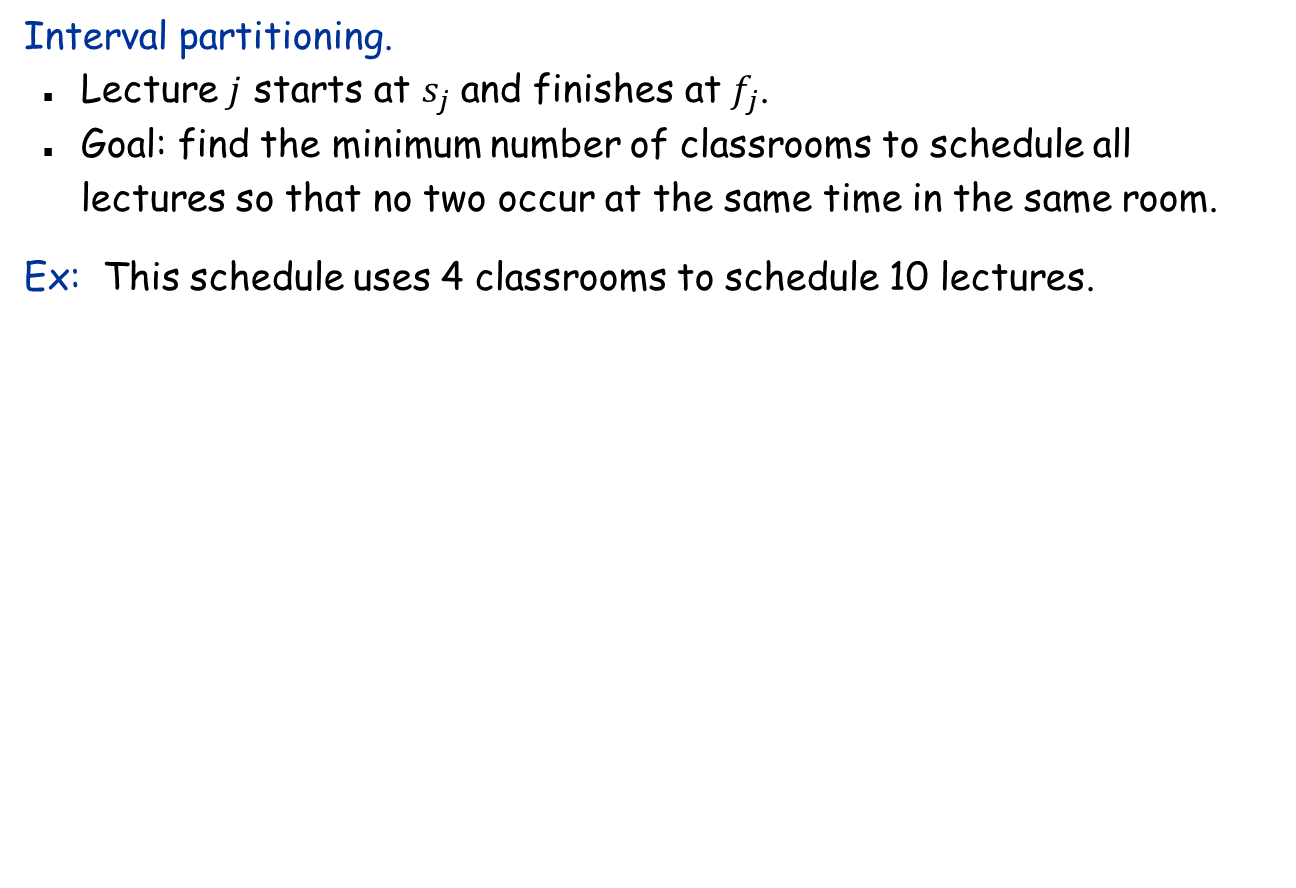 Interval partitioning.
▪ Lecture j starts at s_j and finishes at f_j.
▪ Goal: find the minimum number of classrooms to schedule all
lectures so that no two occur at the same time in the same room.
Ex: This schedule uses 4 classrooms to schedule 10 lectures.